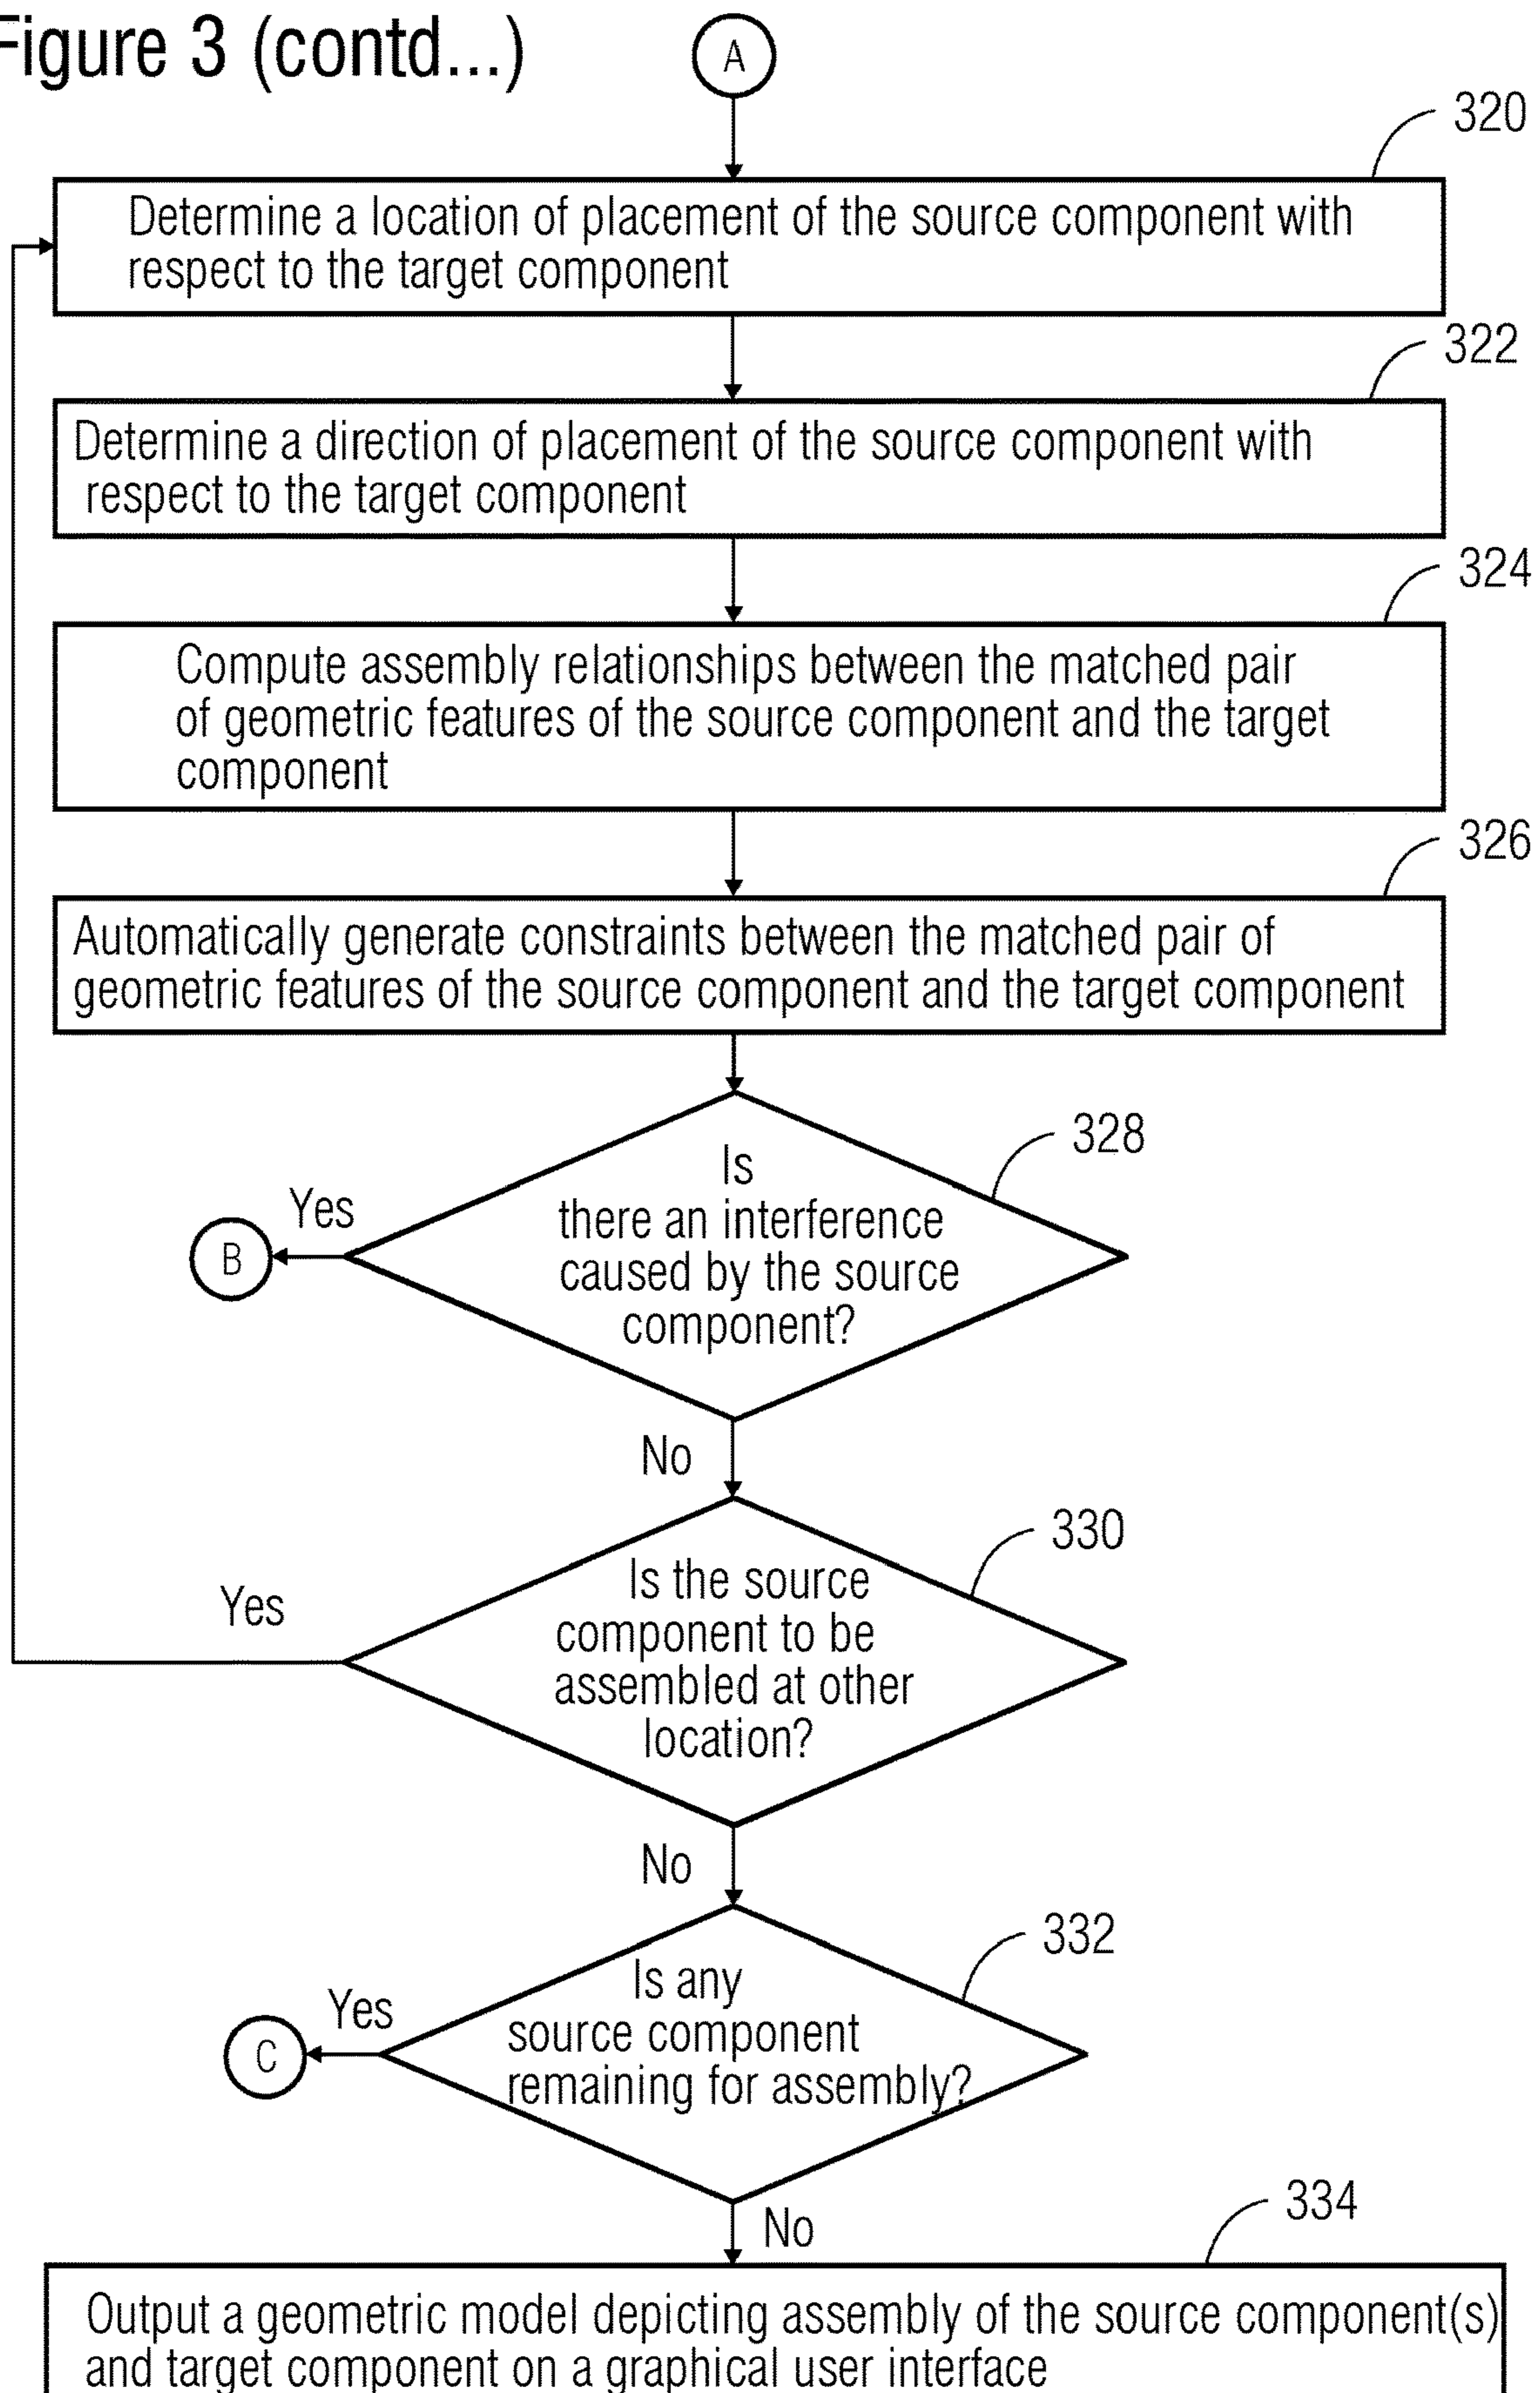 Figure 3 (contd...)
A
320
Determine a location of placement of the source component with
respect to the target component
322
Determine a direction of placement of the source component with
respect to the target component
324
Compute assembly relationships between the matched pair
of geometric features of the source component and the target
component
326
Automatically generate constraints between the matched pair of
geometric features of the source component and the target component
328
Is
there an interference
caused by the source
component?
Yes
B
No
330
Is the source
component to be
assembled at other
location?
Yes
No
332
Is any
source component
remaining for assembly?
Yes
C
No
334
Output a geometric model depicting assembly of the source component(s)
and target component on a graphical user interface